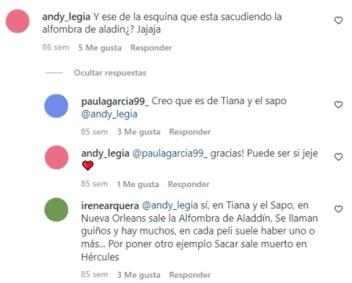 andy_legia Y ese de la esquina que esta sacudiendo la
alfombra de aladin¿? Jajaja
86 sem 5 Me gusta Responder
Ocultar respuestas
paulagarcia99_ Creo que es de Tiana y el sapo
@andy_legia
85 sem 3 Me gusta Responder
andy_legia @paulagarcia99_ gracias! Puede ser si jeje
❤️
85 sem 1 Me gusta Responder
irenearquera @andy_legia sí, en Tiana y el Sapo, en
Nueva Orleans sale la Alfombra de Aladdín. Se llaman
guiños y hay muchos, en cada peli suele haber uno o
más... Por poner otro ejemplo Sacar sale muerto en
Hércules
85 sem 3 Me gusta Responder